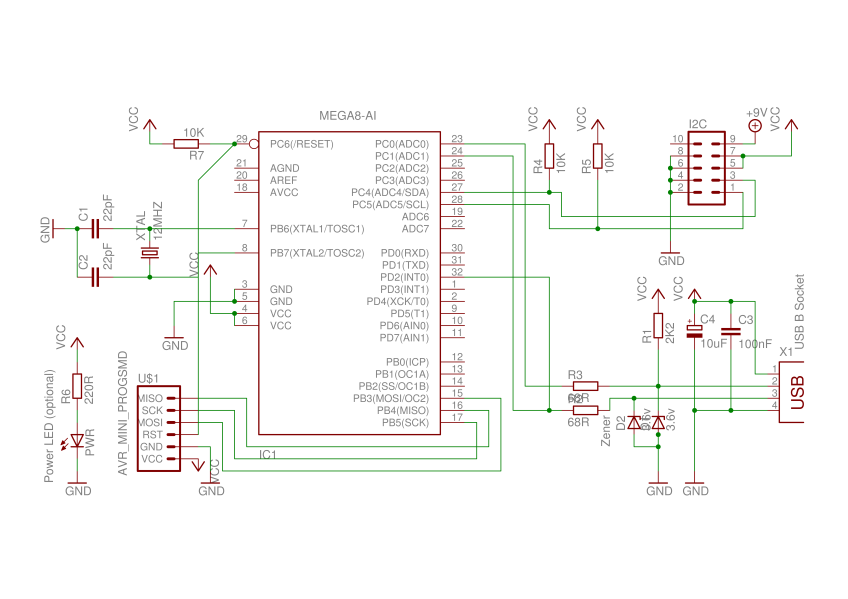 MEGA8-AI
VCC
10K
R7
29
PC6(/RESET)
21
AGND
20
AREF
18
AVCC
7
PB6(XTAL1/TOSC1)
8
PB7(XTAL2/TOSC2)
3
GND
5
GND
4
VCC
6
VCC
PC0(ADC0)
23
PC1(ADC1)
24
PC2(ADC2)
25
PC3(ADC3)
26
PC4(ADC4/SDA)
27
PC5(ADC5/SCL)
28
ADC6
19
ADC7
22
PD0(RXD)
30
PD1(TXD)
31
PD2(INT0)
32
PD3(INT1)
1
PD4(XCK/T0)
2
PD5(T1)
9
PD6(AIN0)
10
PD7(AIN1)
11
PB0(ICP)
12
PB1(OC1A)
13
PB2(SS/OC1B)
14
PB3(MOSI/OC2)
15
PB4(MISO)
16
PB5(SCK)
17
IC1
GND
C1
22pF
C2
22pF
XTAL
12MHZ
VCC
GND
VCC
R6
220R
PWR
Power LED (optional)
GND
AVR_MINI_PROGSMD
U$1
MISO
SCK
MOSI
RST
GND
VCC
VCC
GND
VCC
R4
10K
VCC
R5
10K
I2C
+9V
VCC
10
9
8
7
6
5
4
3
2
1
GND
VCC
R1
2K2
VCC
C4
10uF
C3
100nF
USB B Socket
X1
1
2
3
4
USB
R3
68R
68R
Zener
D2
3.6v
GND
GND